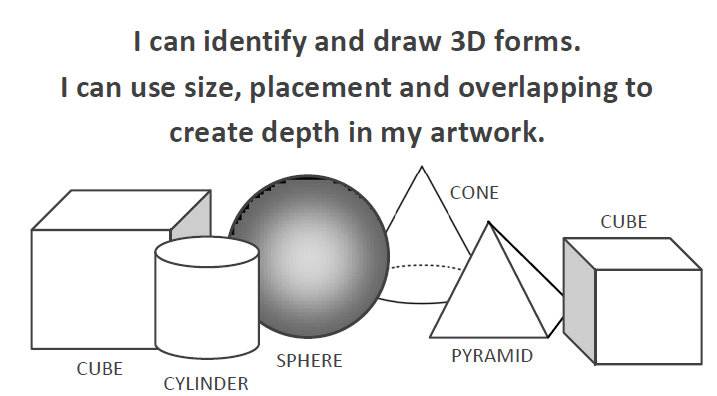 I can identify and draw 3D forms.
I can use size, placement and overlapping to
create depth in my artwork.
CONE
CUBE
CUBE
CYLINDER
SPHERE
PYRAMID